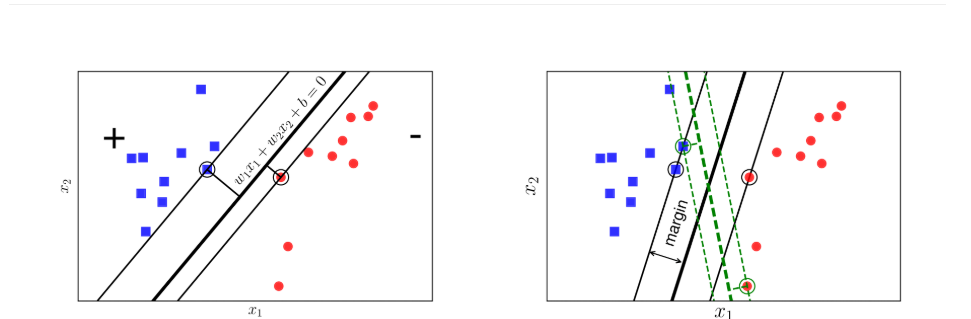 +
w₁x₁ + w₂x₂ + b = 0
-
x₂
x₁
margin
x₂
x₁